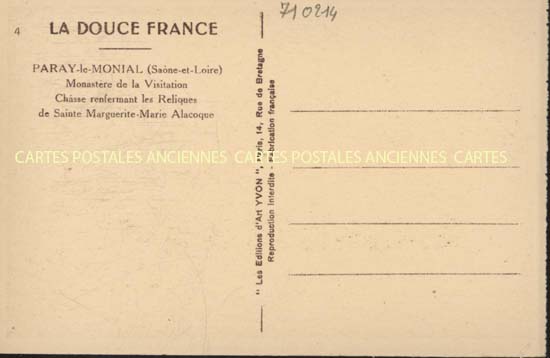 4
LA DOUCE FRANCE
PARAY-le-MONIAL (Saône-et-Loire)
Monastère de la Visitation
Châsse renfermant les Reliques
de Sainte Marguerite-Marie Alacoque
710214
" Les Editions d'Art YVON ", Paris, 14, Rue de Bretagne
Reproduction Interdite - Fabrication française
CARTES POSTALES ANCIENNES CARTES POSTALES ANCIENNES CARTES